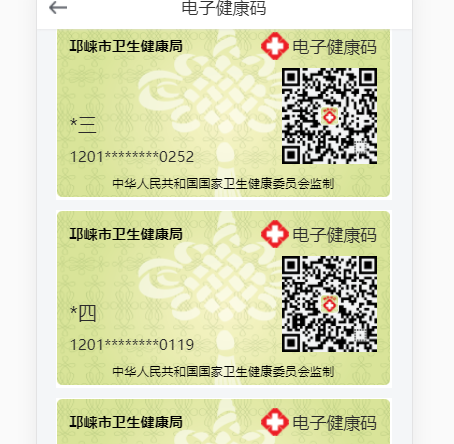 电子健康码
邛崃市卫生健康局 电子健康码
*三
1201********0252
中华人民共和国国家卫生健康委员会监制
邛崃市卫生健康局 电子健康码
*四
1201********0119
中华人民共和国国家卫生健康委员会监制
邛崃市卫生健康局 电子健康码